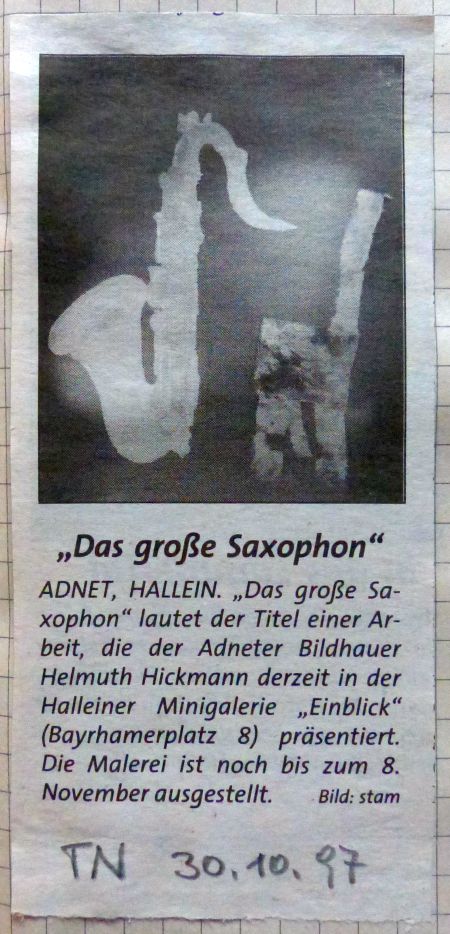 „Das große Saxophon“
ADNET, HALLEIN. „Das große Sa-
xophon“ lautet der Titel einer Ar-
beit, die der Adneter Bildhauer
Helmuth Hickmann derzeit in der
Halleiner Minigalerie „Einblick“
(Bayrhamerplatz 8) präsentiert.
Die Malerei ist noch bis zum 8.
November ausgestellt. Bild: stam
TN 30.10.97